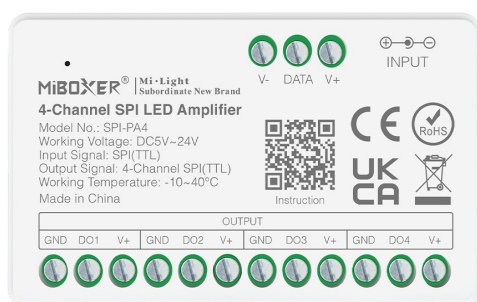 V- DATA V+
INPUT
MiBOXER® Mi·Light
Subordinate New Brand
4-Channel SPI LED Amplifier
Model No.: SPI-PA4
Working Voltage: DC5V~24V
Input Signal: SPI(TTL)
Output Signal: 4-Channel SPI(TTL)
Working Temperature: -10~40°C
Made in China
Instruction
CE
RoHS
UK
CA
OUTPUT
GND DO1 V+ GND DO2 V+ GND DO3 V+ GND DO4 V+